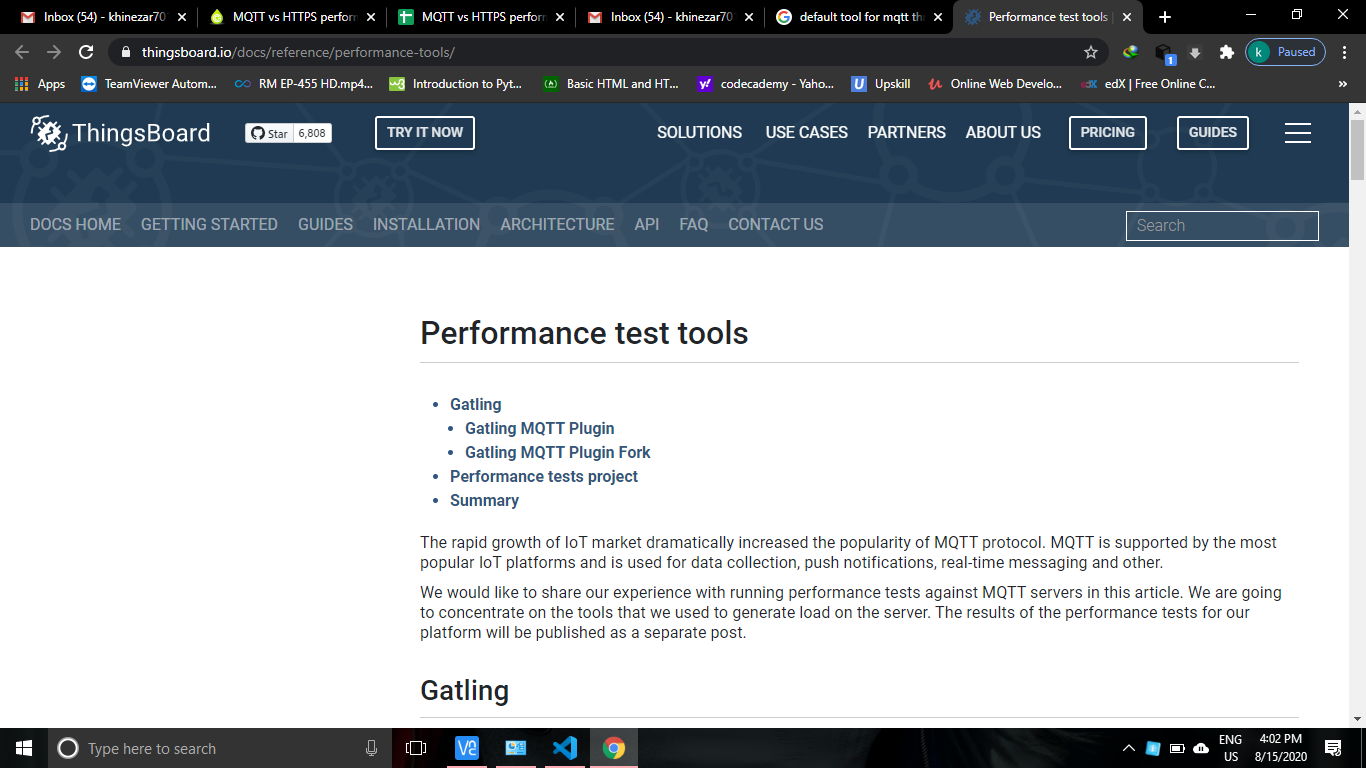 Inbox (54) - khinezar70
MQTT vs HTTPS perform
MQTT vs HTTPS perform
Inbox (54) - khinezar70
default tool for mqtt th
Performance test tools |
thingsboard.io/docs/reference/performance-tools/
1
k Paused
Apps
TeamViewer Autom...
RM EP-455 HD.mp4...
Introduction to Pyt...
Basic HTML and HT...
codecademy - Yaho...
Upskill
Online Web Develo...
edX | Free Online C...
»
ThingsBoard
Star 6,808
TRY IT NOW
SOLUTIONS
USE CASES
PARTNERS
ABOUT US
PRICING
GUIDES
DOCS HOME
GETTING STARTED
GUIDES
INSTALLATION
ARCHITECTURE
API
FAQ
CONTACT US
Search
Performance test tools
• Gatling
• Gatling MQTT Plugin
• Gatling MQTT Plugin Fork
• Performance tests project
• Summary
The rapid growth of IoT market dramatically increased the popularity of MQTT protocol. MQTT is supported by the most
popular IoT platforms and is used for data collection, push notifications, real-time messaging and other.
We would like to share our experience with running performance tests against MQTT servers in this article. We are going
to concentrate on the tools that we used to generate load on the server. The results of the performance tests for our
platform will be published as a separate post.
Gatling
Type here to search
ENG
US
4:02 PM
8/15/2020